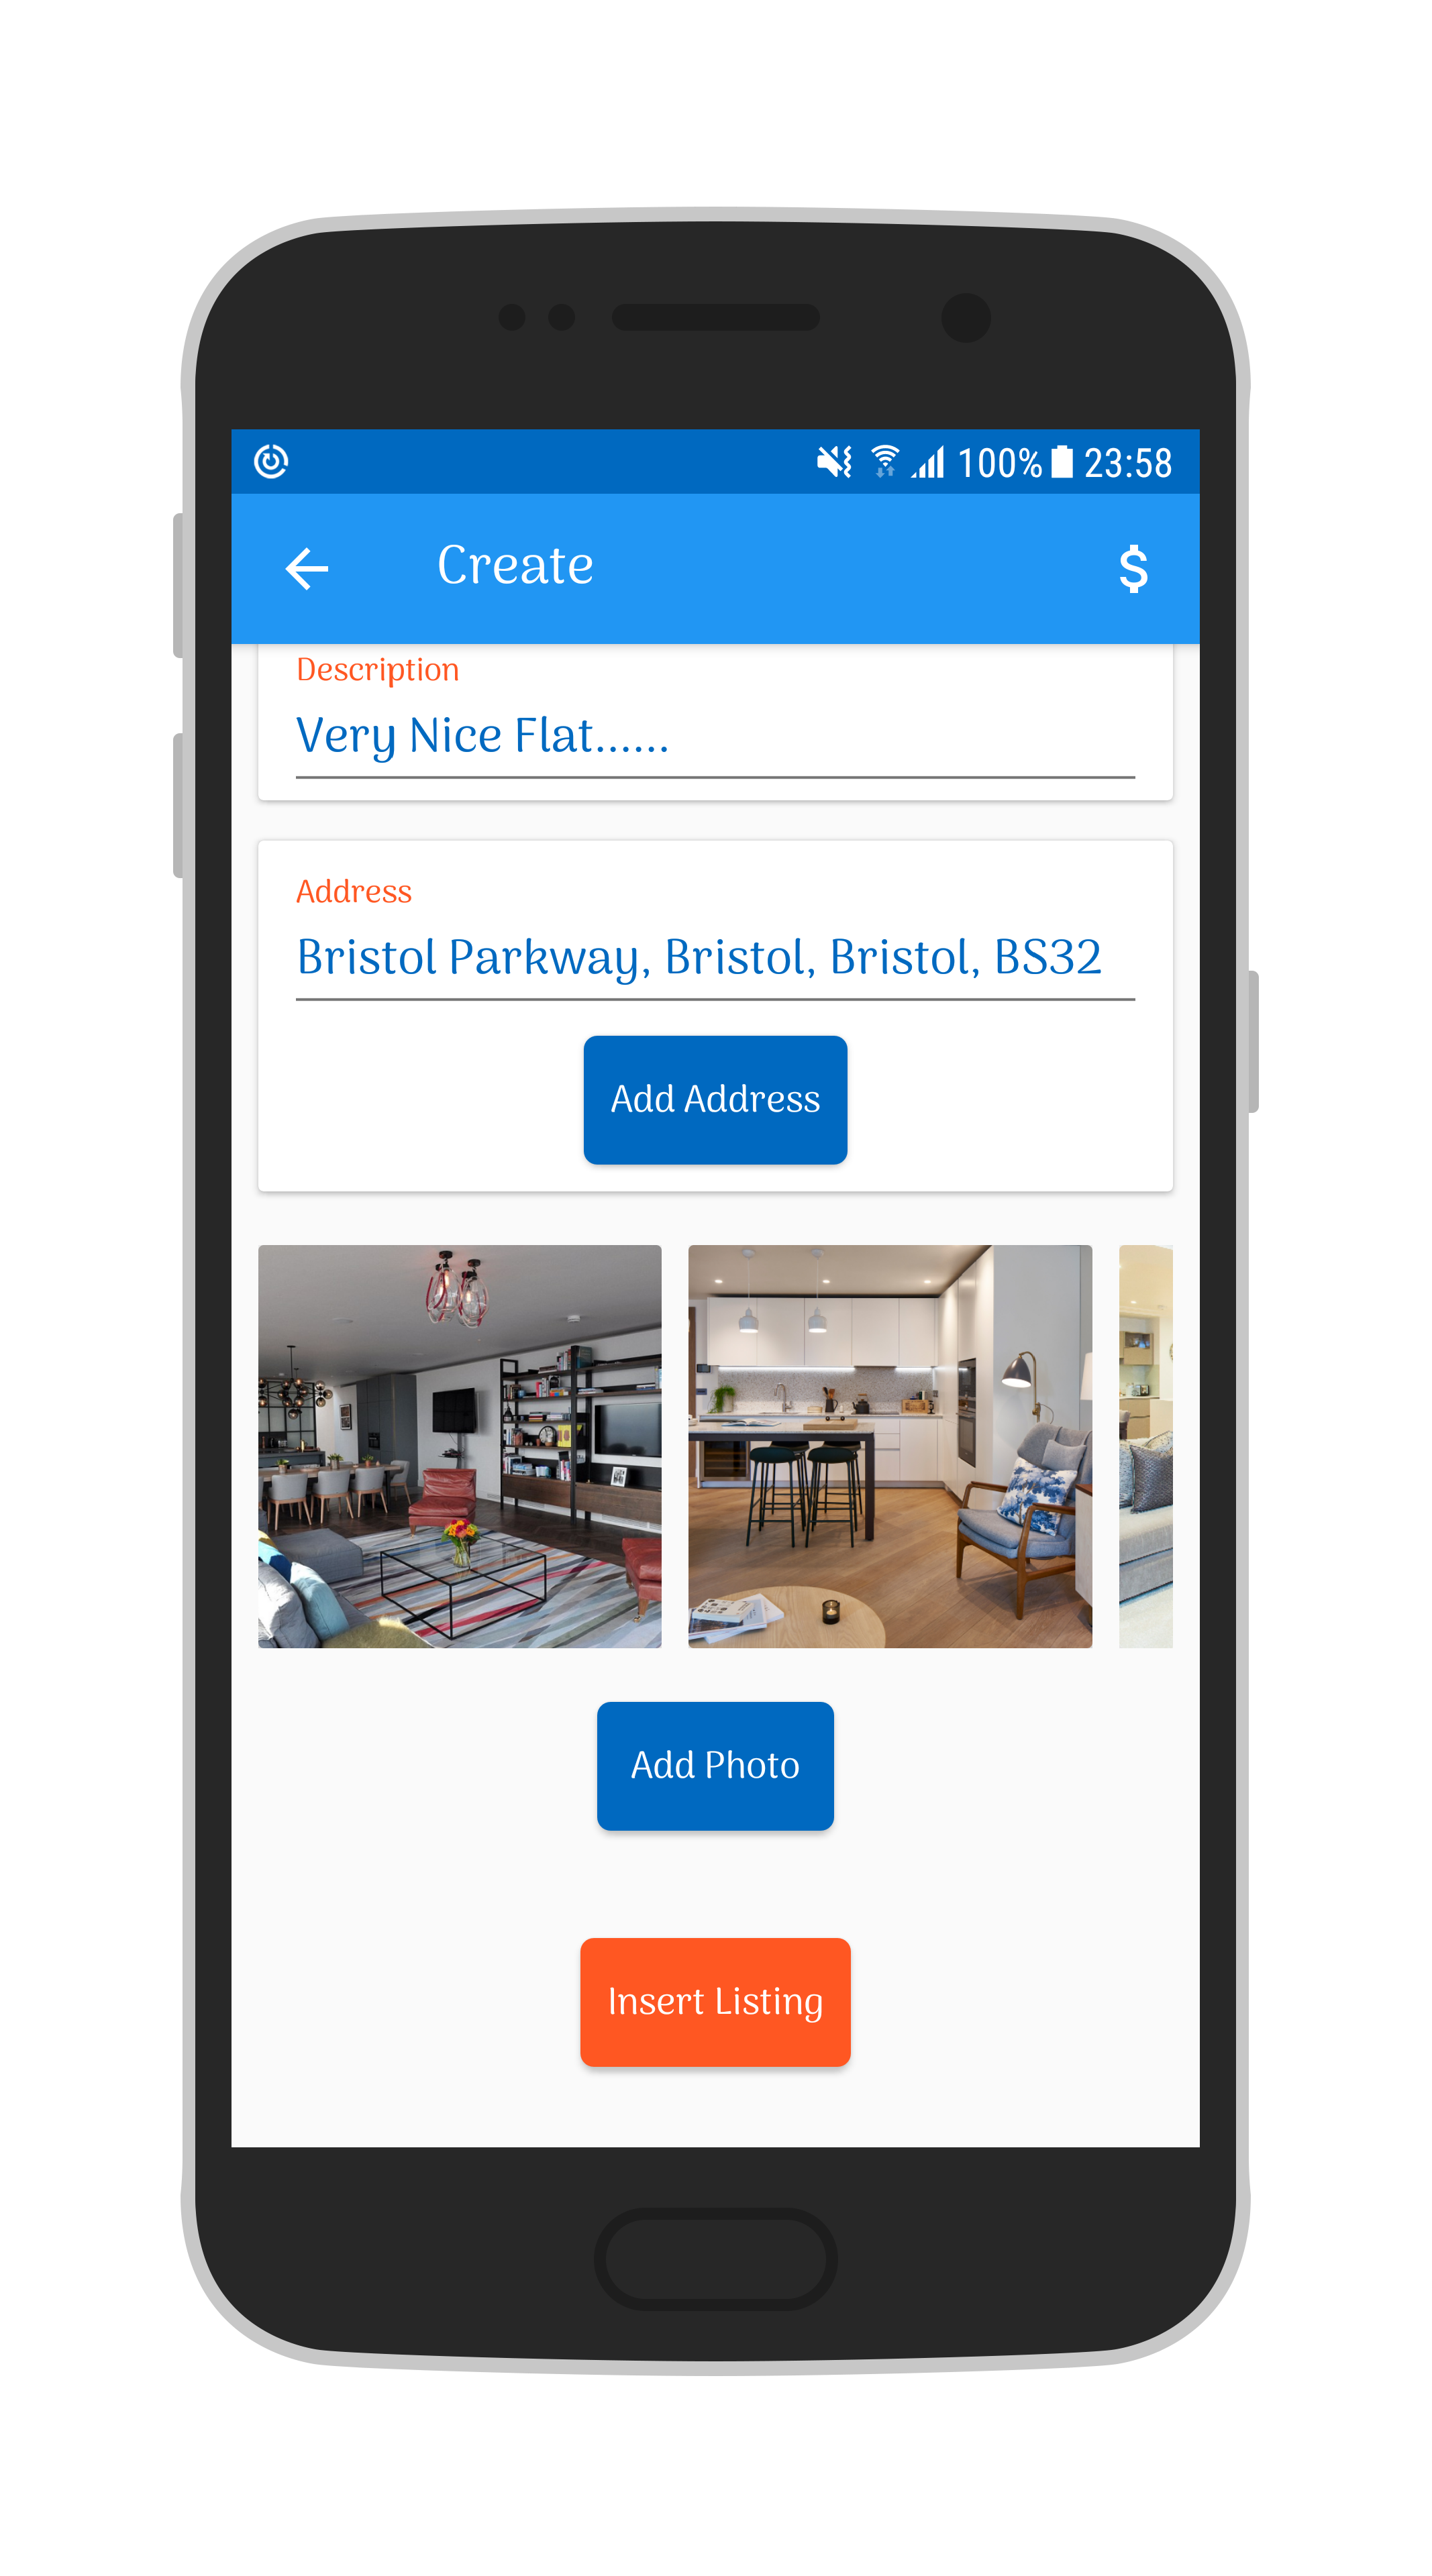 100% 23:58
Create $
Description
Very Nice Flat......
Address
Bristol Parkway, Bristol, Bristol, BS32
Add Address
Add Photo
Insert Listing